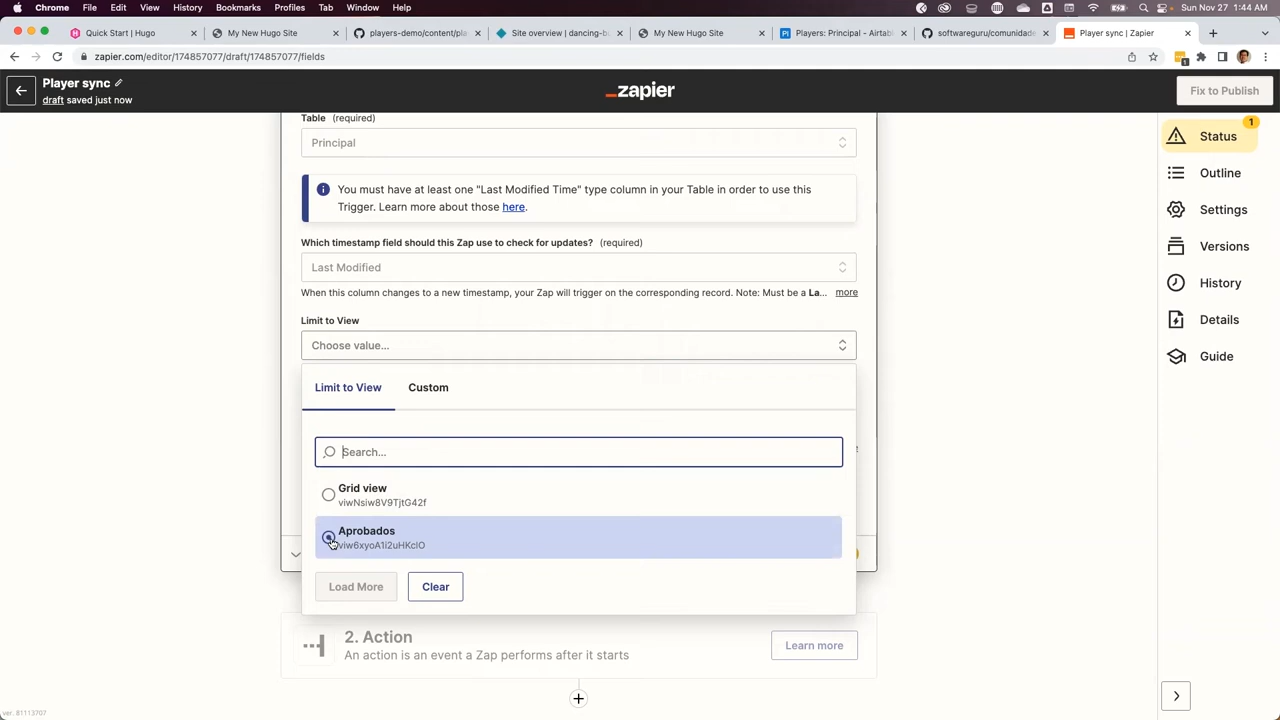 Chrome File Edit View History Bookmarks Profiles Tab Window Help
Sun Nov 27 1:44 AM
Quick Start | Hugo
My New Hugo Site
players-demo/content/pla
Site overview | dancing-b
My New Hugo Site
Players: Principal - Airtab
softwareguru/comunidade
Player sync | Zapier
zapier.com/editor/174857077/draft/174857077/fields
Player sync
draft saved just now
_zapier
Fix to Publish
Table (required)
Principal
You must have at least one "Last Modified Time" type column in your Table in order to use this
Trigger. Learn more about those here.
Which timestamp field should this Zap use to check for updates? (required)
Last Modified
When this column changes to a new timestamp, your Zap will trigger on the corresponding record. Note: Must be a La... more
Limit to View
Choose value...
Limit to View Custom
Search...
Grid view
viwNsiw8V9TjtG42f
Aprobados
viw6xyoA1i2uHKclO
Load More
Clear
2. Action
An action is an event a Zap performs after it starts
Learn more
1
Status
Outline
Settings
Versions
History
Details
Guide
ver. 81113707